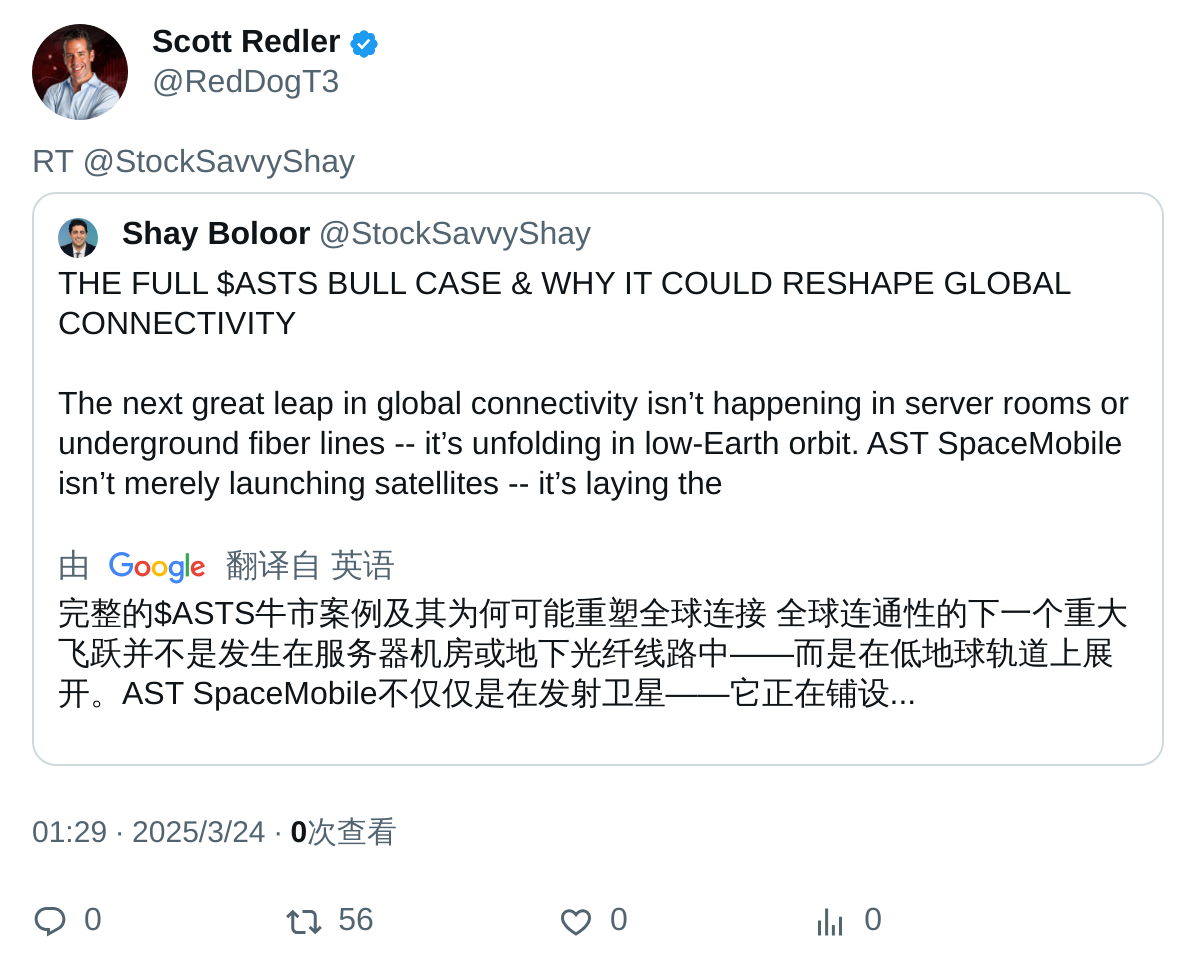 Scott Redler
@RedDogT3
RT @StockSavvyShay
Shay Boloor @StockSavvyShay
THE FULL $ASTS BULL CASE & WHY IT COULD RESHAPE GLOBAL
CONNECTIVITY
The next great leap in global connectivity isn’t happening in server rooms or
underground fiber lines -- it’s unfolding in low-Earth orbit. AST SpaceMobile
isn’t merely launching satellites -- it’s laying the
由 Google 翻译自 英语
完整的$ASTS牛市案例及其为何可能重塑全球连接 全球连通性的下一个重大
飞跃并不是发生在服务器机房或地下光纤线路中——而是在低地球轨道上展
开。AST SpaceMobile不仅仅是在发射卫星——它正在铺设...
01:29 · 2025/3/24 · 0次查看
0 56 0 0